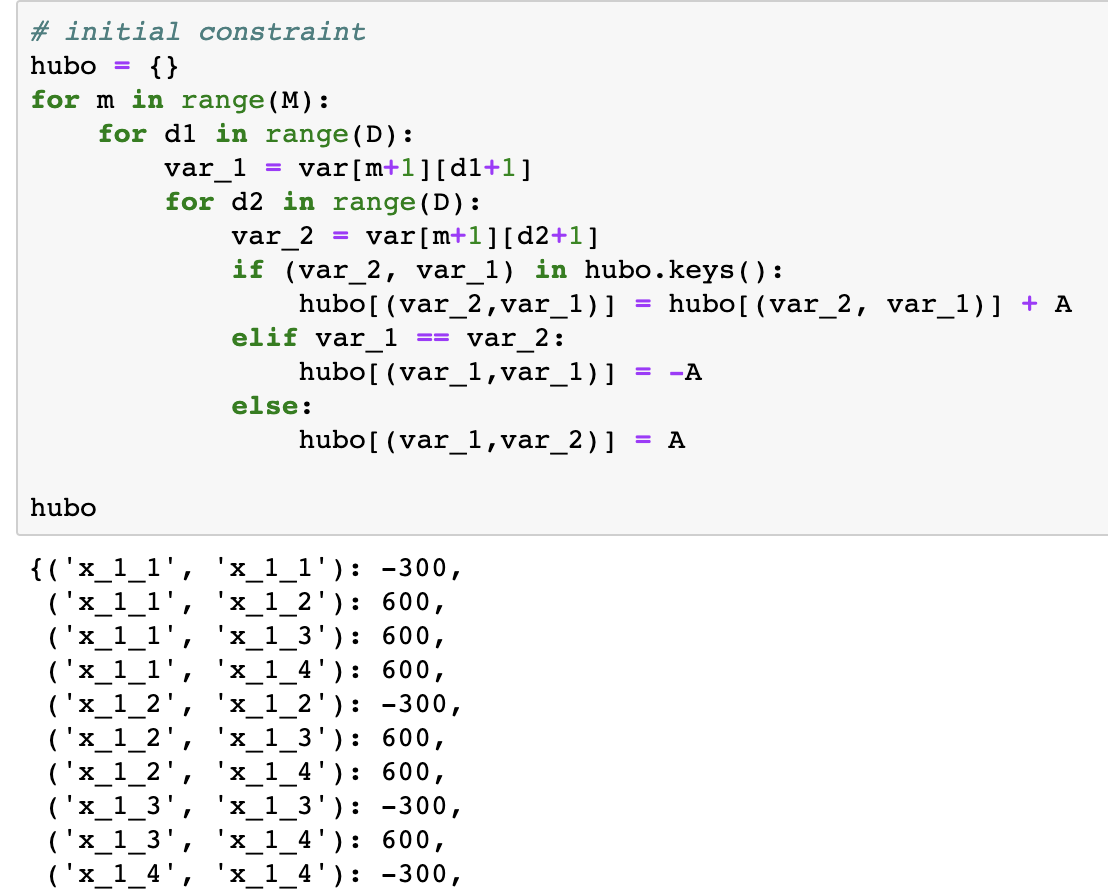 # initial constraint
hubo = {}
for m in range(M):
    for d1 in range(D):
        var_1 = var[m+1][d1+1]
        for d2 in range(D):
            var_2 = var[m+1][d2+1]
            if (var_2, var_1) in hubo.keys():
                hubo[(var_2,var_1)] = hubo[(var_2, var_1)] + A
            elif var_1 == var_2:
                hubo[(var_1,var_1)] = -A
            else:
                hubo[(var_1,var_2)] = A
hubo
{('x_1_1', 'x_1_1'): -300,
 ('x_1_1', 'x_1_2'): 600,
 ('x_1_1', 'x_1_3'): 600,
 ('x_1_1', 'x_1_4'): 600,
 ('x_1_2', 'x_1_2'): -300,
 ('x_1_2', 'x_1_3'): 600,
 ('x_1_2', 'x_1_4'): 600,
 ('x_1_3', 'x_1_3'): -300,
 ('x_1_3', 'x_1_4'): 600,
 ('x_1_4', 'x_1_4'): -300,